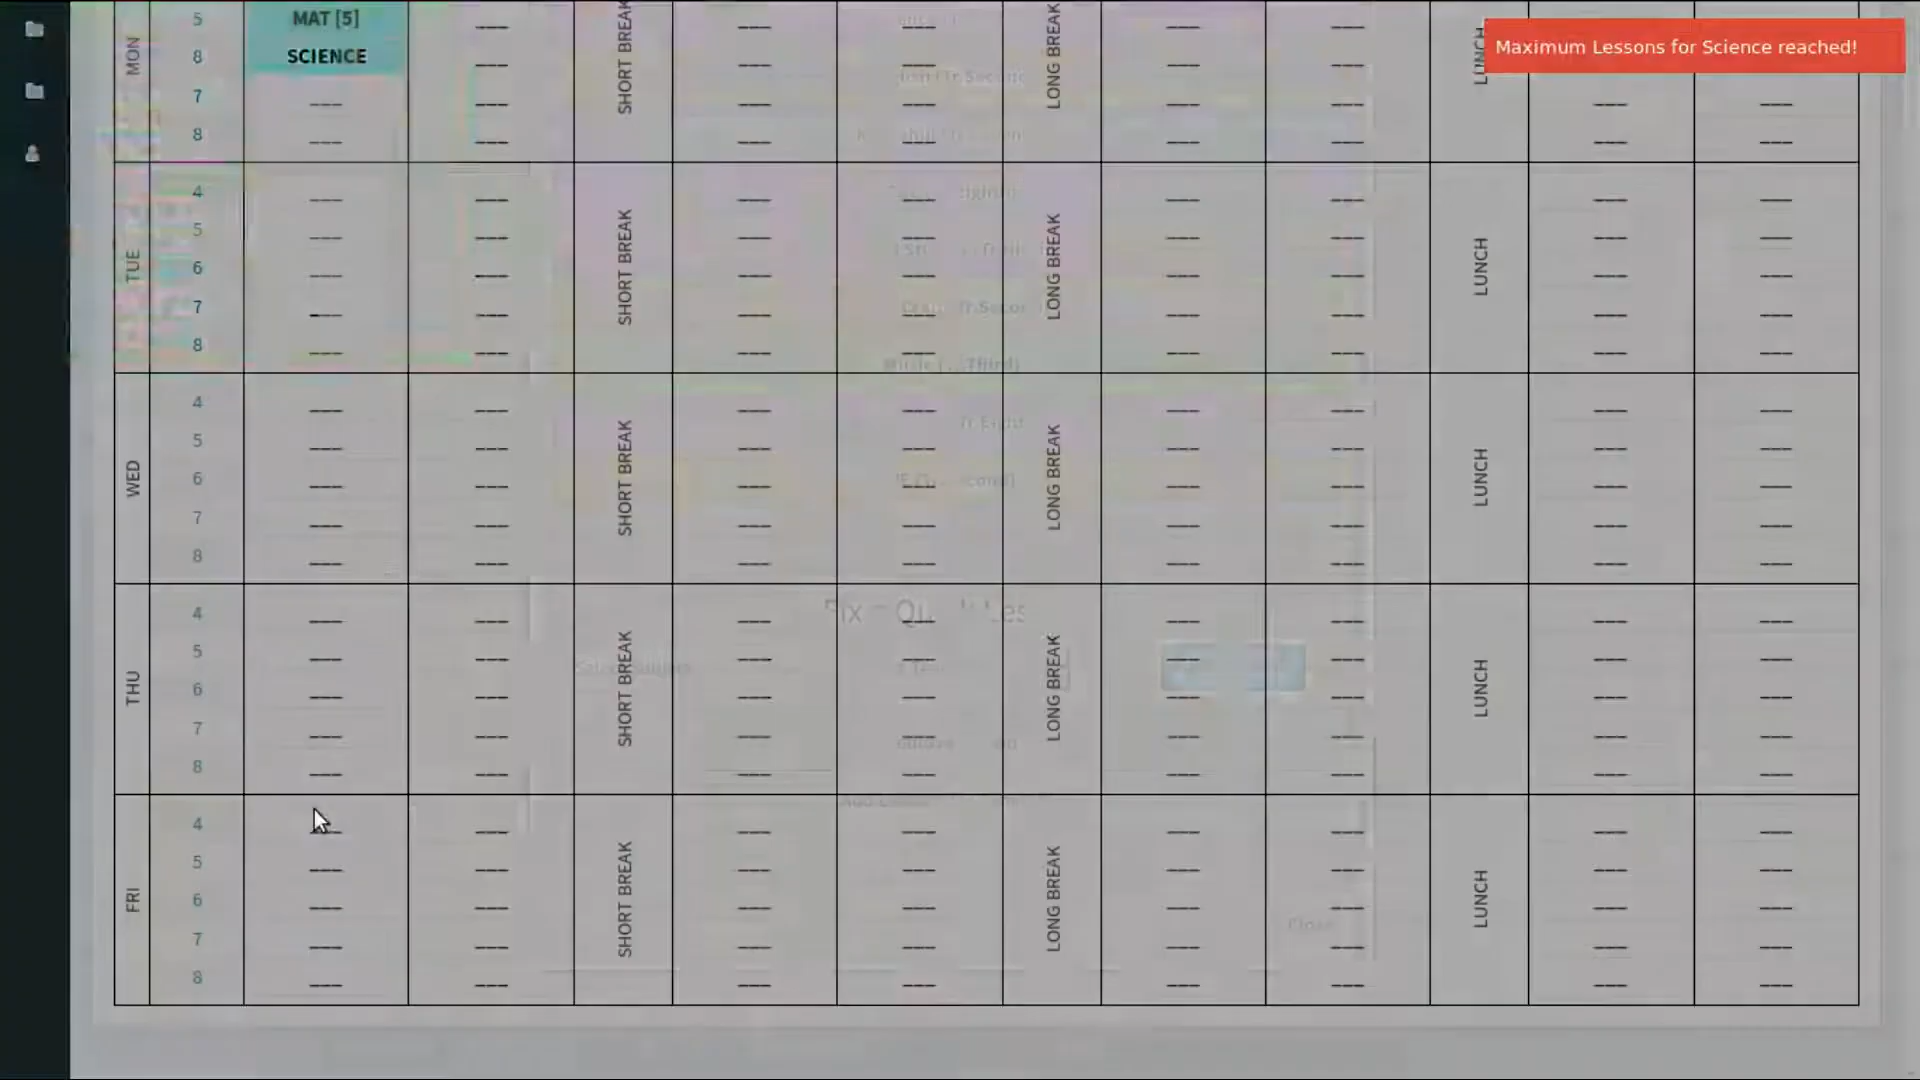 Maximum Lessons for Science reached!
MON
5 MAT [5] ---
8 SCIENCE ---
7 --- --- --- --- --- --- --- ---
8 --- --- --- --- --- --- --- ---
SHORT BREAK
LONG BREAK
LUNCH
TUE
4 --- --- --- --- --- --- --- ---
5 --- --- --- --- --- --- --- ---
6 --- --- --- --- --- --- --- ---
7 --- --- --- --- --- --- --- ---
8 --- --- --- --- --- --- --- ---
SHORT BREAK
LONG BREAK
LUNCH
WED
4 --- --- --- --- --- --- --- ---
5 --- --- --- --- --- --- --- ---
6 --- --- --- --- --- --- --- ---
7 --- --- --- --- --- --- --- ---
8 --- --- --- --- --- --- --- ---
SHORT BREAK
LONG BREAK
LUNCH
THU
4 --- --- --- --- --- --- --- ---
5 --- --- --- --- --- --- --- ---
6 --- --- --- --- --- --- --- ---
7 --- --- --- --- --- --- --- ---
8 --- --- --- --- --- --- --- ---
SHORT BREAK
LONG BREAK
LUNCH
FRI
4 --- --- --- --- --- --- --- ---
5 --- --- --- --- --- --- --- ---
6 --- --- --- --- --- --- --- ---
7 --- --- --- --- --- --- --- ---
8 --- --- --- --- --- --- --- ---
SHORT BREAK
LONG BREAK
LUNCH
Close